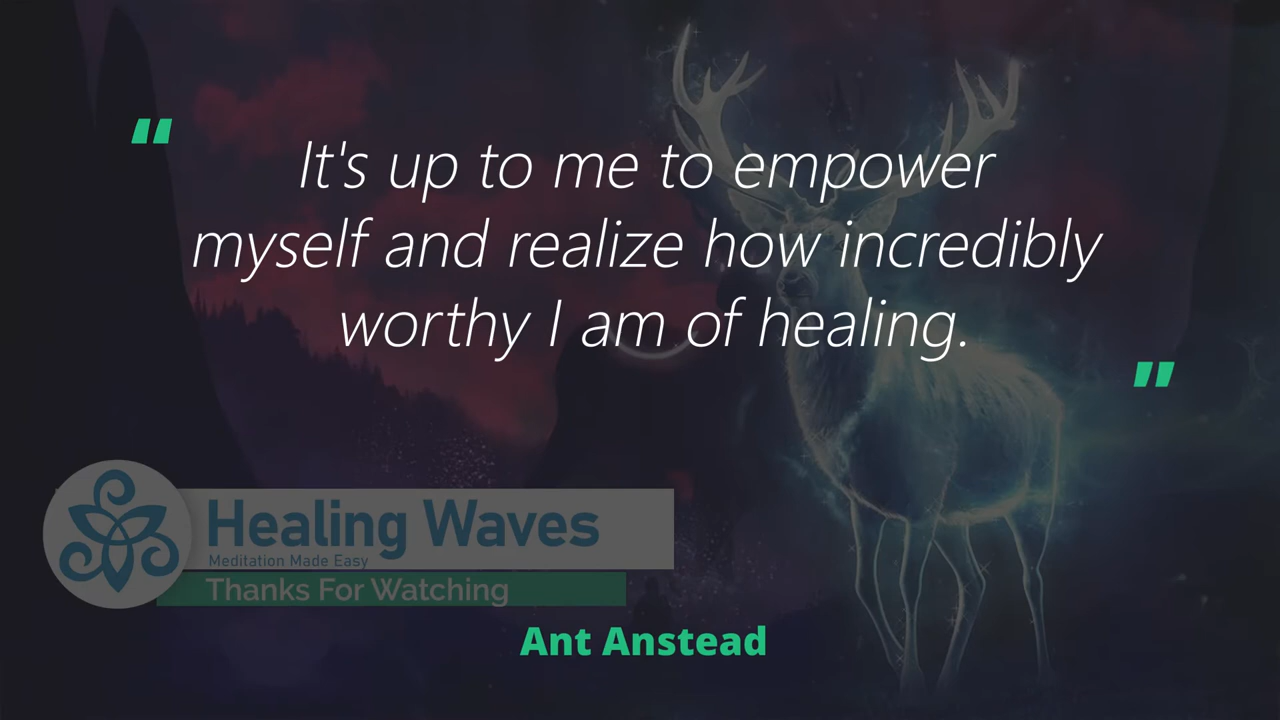 “
It's up to me to empower
myself and realize how incredibly
worthy I am of healing.
"
Healing Waves
Meditation Made Easy
Thanks For Watching
Ant Anstead